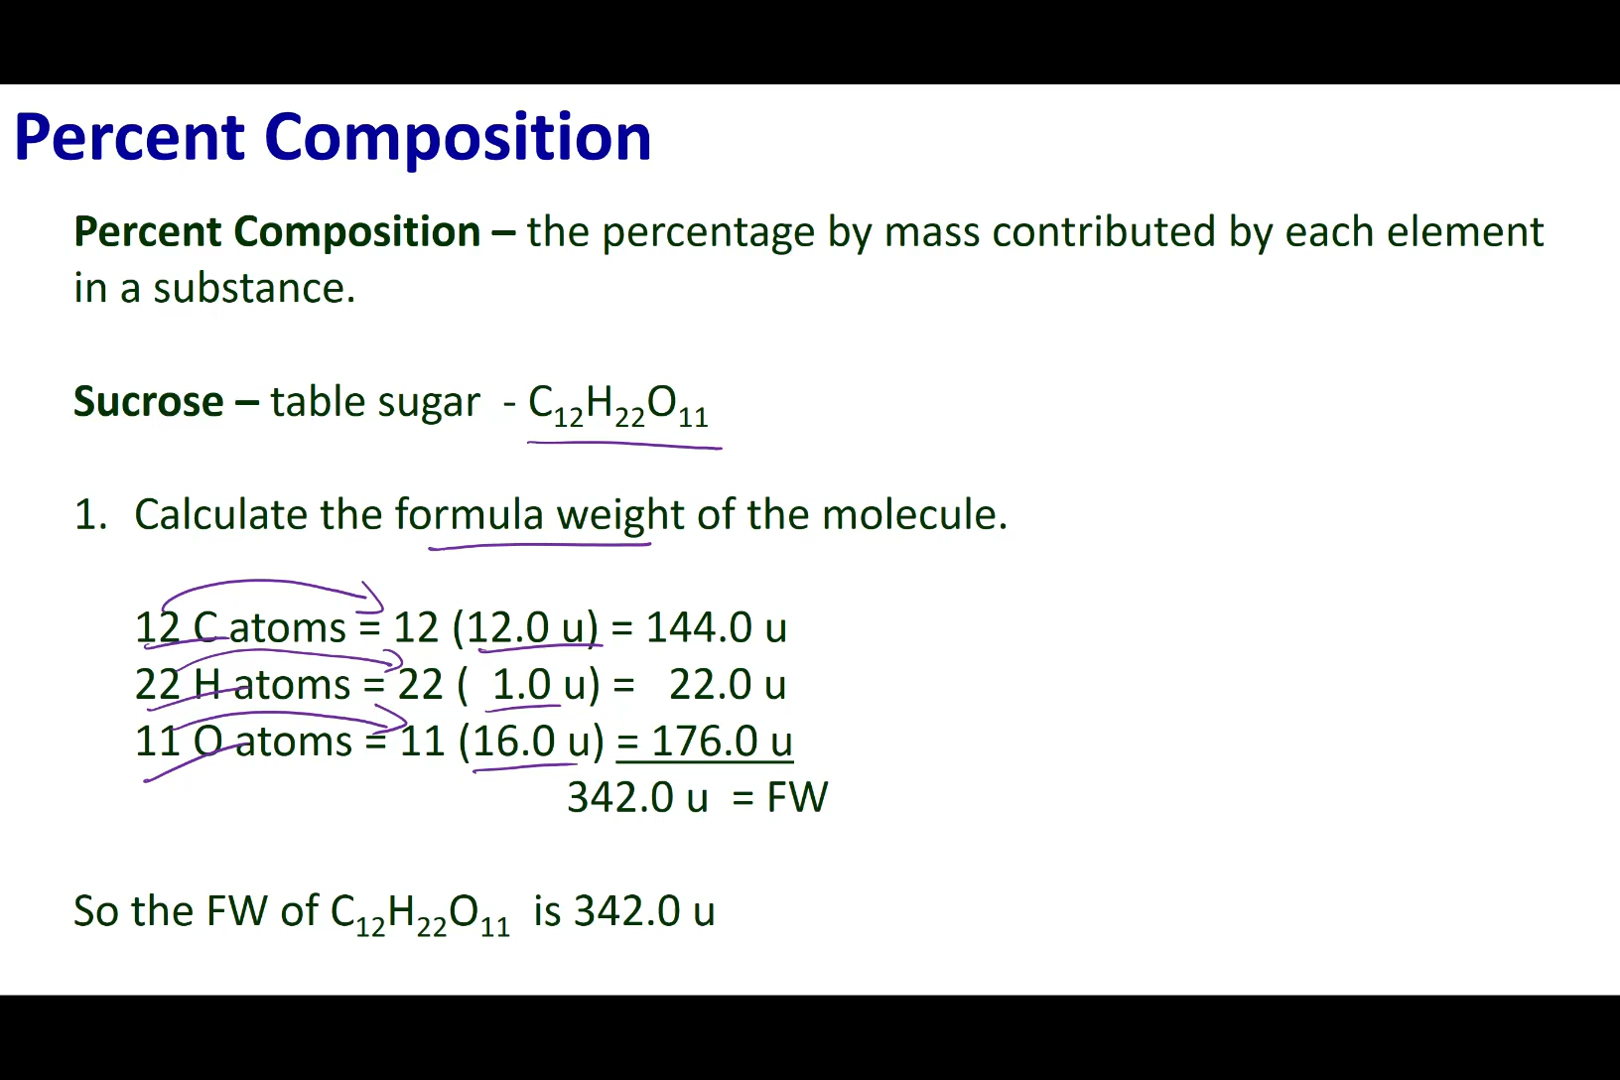 Percent Composition
Percent Composition – the percentage by mass contributed by each element
in a substance.
Sucrose – table sugar - C₁₂H₂₂O₁₁
1. Calculate the formula weight of the molecule.
12 C atoms = 12 (12.0 u) = 144.0 u
22 H atoms = 22 ( 1.0 u) = 22.0 u
11 O atoms = 11 (16.0 u) = 176.0 u
342.0 u = FW
So the FW of C₁₂H₂₂O₁₁ is 342.0 u